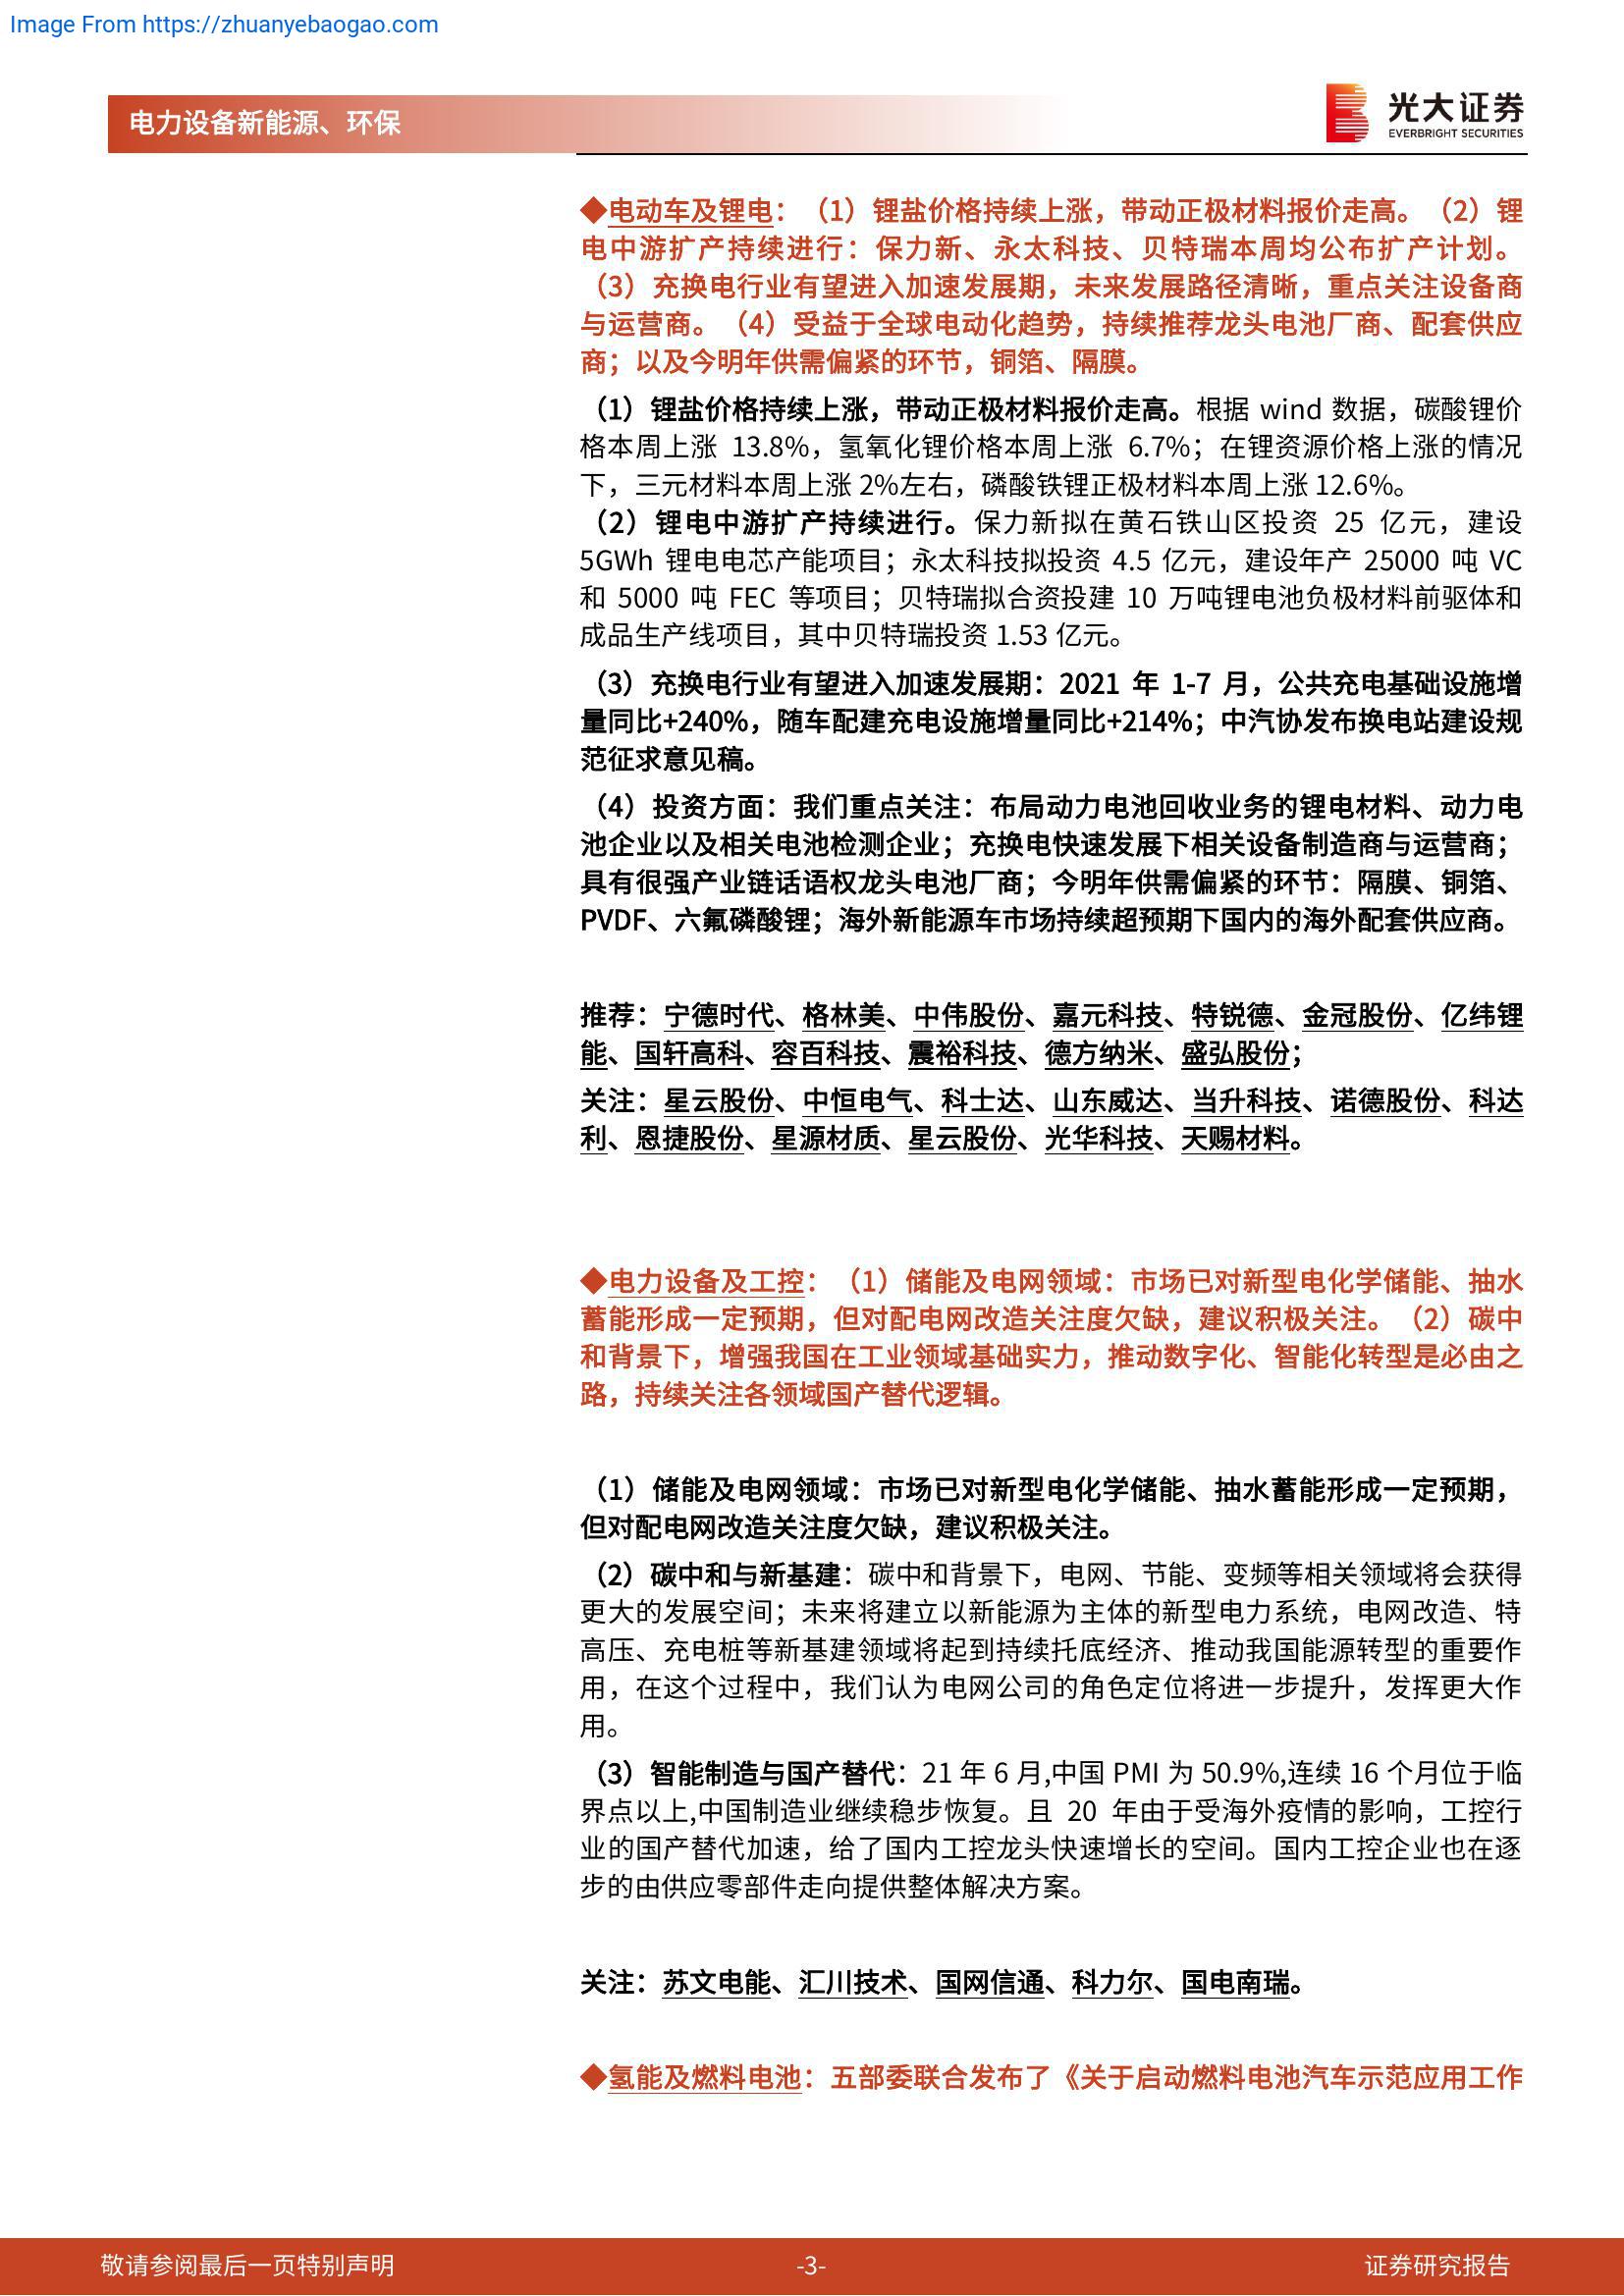 Image From https://zhuanyebaogao.com
电力设备新能源、环保
光大证券
EVERBRIGHT SECURITIES
◆电动车及锂电：（1）锂盐价格持续上涨，带动正极材料报价走高。（2）锂
电中游扩产持续进行：保力新、永太科技、贝特瑞本周均公布扩产计划。
（3）充换电行业有望进入加速发展期，未来发展路径清晰，重点关注设备商
与运营商。（4）受益于全球电动化趋势，持续推荐龙头电池厂商、配套供应
商；以及今明年供需偏紧的环节，铜箔、隔膜。
（1）锂盐价格持续上涨，带动正极材料报价走高。根据 wind 数据，碳酸锂价
格本周上涨 13.8%，氢氧化锂价格本周上涨 6.7%；在锂资源价格上涨的情况
下，三元材料本周上涨 2%左右，磷酸铁锂正极材料本周上涨 12.6%。
（2）锂电中游扩产持续进行。保力新拟在黄石铁山区投资 25 亿元，建设
5GWh 锂电电芯产能项目；永太科技拟投资 4.5 亿元，建设年产 25000 吨 VC
和 5000 吨 FEC 等项目；贝特瑞拟合资投建 10 万吨锂电池负极材料前驱体和
成品生产线项目，其中贝特瑞投资 1.53 亿元。
（3）充换电行业有望进入加速发展期：2021 年 1-7 月，公共充电基础设施增
量同比+240%，随车配建充电设施增量同比+214%；中汽协发布换电站建设规
范征求意见稿。
（4）投资方面：我们重点关注：布局动力电池回收业务的锂电材料、动力电
池企业以及相关电池检测企业；充换电快速发展下相关设备制造商与运营商；
具有很强产业链话语权龙头电池厂商；今明年供需偏紧的环节：隔膜、铜箔、
PVDF、六氟磷酸锂；海外新能源车市场持续超预期下国内的海外配套供应商。
推荐：宁德时代、格林美、中伟股份、嘉元科技、特锐德、金冠股份、亿纬锂
能、国轩高科、容百科技、震裕科技、德方纳米、盛弘股份；
关注：星云股份、中恒电气、科士达、山东威达、当升科技、诺德股份、科达
利、恩捷股份、星源材质、星云股份、光华科技、天赐材料。
◆电力设备及工控：（1）储能及电网领域：市场已对新型电化学储能、抽水
蓄能形成一定预期，但对配电网改造关注度欠缺，建议积极关注。（2）碳中
和背景下，增强我国在工业领域基础实力，推动数字化、智能化转型是必由之
路，持续关注各领域国产替代逻辑。
（1）储能及电网领域：市场已对新型电化学储能、抽水蓄能形成一定预期，
但对配电网改造关注度欠缺，建议积极关注。
（2）碳中和与新基建：碳中和背景下，电网、节能、变频等相关领域将会获得
更大的发展空间；未来将建立以新能源为主体的新型电力系统，电网改造、特
高压、充电桩等新基建领域将起到持续托底经济、推动我国能源转型的重要作
用，在这个过程中，我们认为电网公司的角色定位将进一步提升，发挥更大作
用。
（3）智能制造与国产替代：21 年 6 月,中国 PMI 为 50.9%,连续 16 个月位于临
界点以上,中国制造业继续稳步恢复。且 20 年由于受海外疫情的影响，工控行
业的国产替代加速，给了国内工控龙头快速增长的空间。国内工控企业也在逐
步的由供应零部件走向提供整体解决方案。
关注：苏文电能、汇川技术、国网信通、科力尔、国电南瑞。
◆氢能及燃料电池：五部委联合发布了《关于启动燃料电池汽车示范应用工作
敬请参阅最后一页特别声明
-3-
证券研究报告